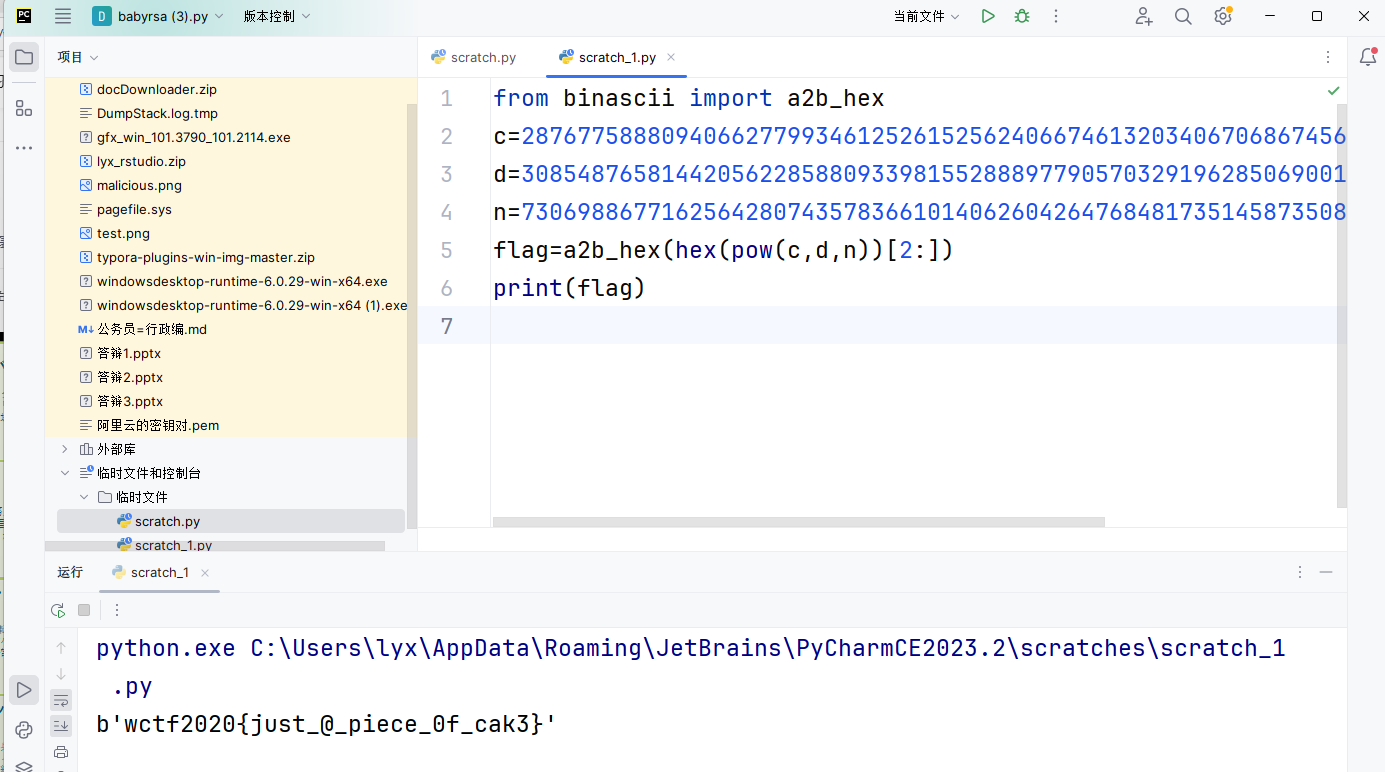 PC
D babyrsa (3).py 版本控制 当前文件
项目
scratch.py scratch_1.py
docDownloader.zip
DumpStack.log.tmp
gfx_win_101.3790_101.2114.exe
lyx_rstudio.zip
malicious.png
pagefile.sys
test.png
typora-plugins-win-img-master.zip
windowsdesktop-runtime-6.0.29-win-x64.exe
windowsdesktop-runtime-6.0.29-win-x64 (1).exe
M↓ 公务员=行政编.md
答辩1.pptx
答辩2.pptx
答辩3.pptx
阿里云的密钥对.pem
外部库
临时文件和控制台
临时文件
scratch.py
scratch_1.py
1 from binascii import a2b_hex
2 c=28767758880940662779934612526152562406674613203406706867456
3 d=30854876581442056228588093398155288897790570329196285069001
4 n=73069886771625642807435783661014062604264768481735145873508
5 flag=a2b_hex(hex(pow(c,d,n))[2:])
6 print(flag)
7
运行 scratch_1
python.exe C:\Users\lyx\AppData\Roaming\JetBrains\PyCharmCE2023.2\scratches\scratch_1
.py
b'wctf2020{just_@_piece_0f_cak3}'